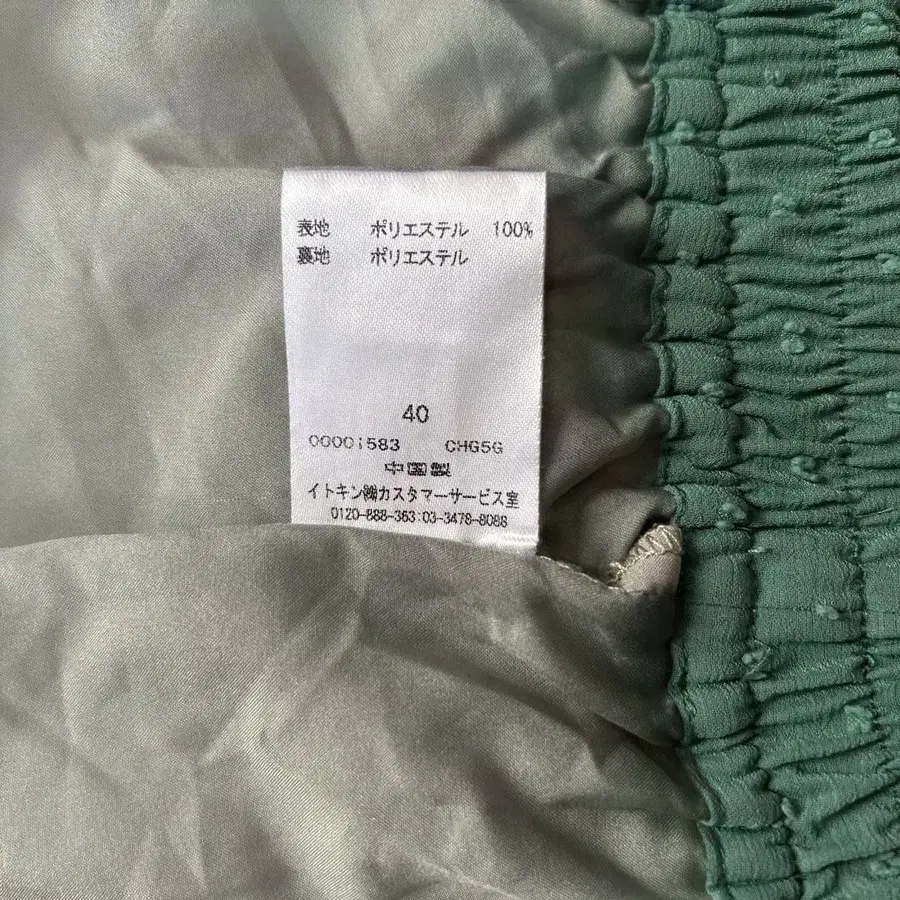 表地 ポリエステル 100%
裏地 ポリエステル
40
00001583 CHG5G
中国製
イトキン㈱カスタマーサービス室
0120-888-363:03-3478-8088